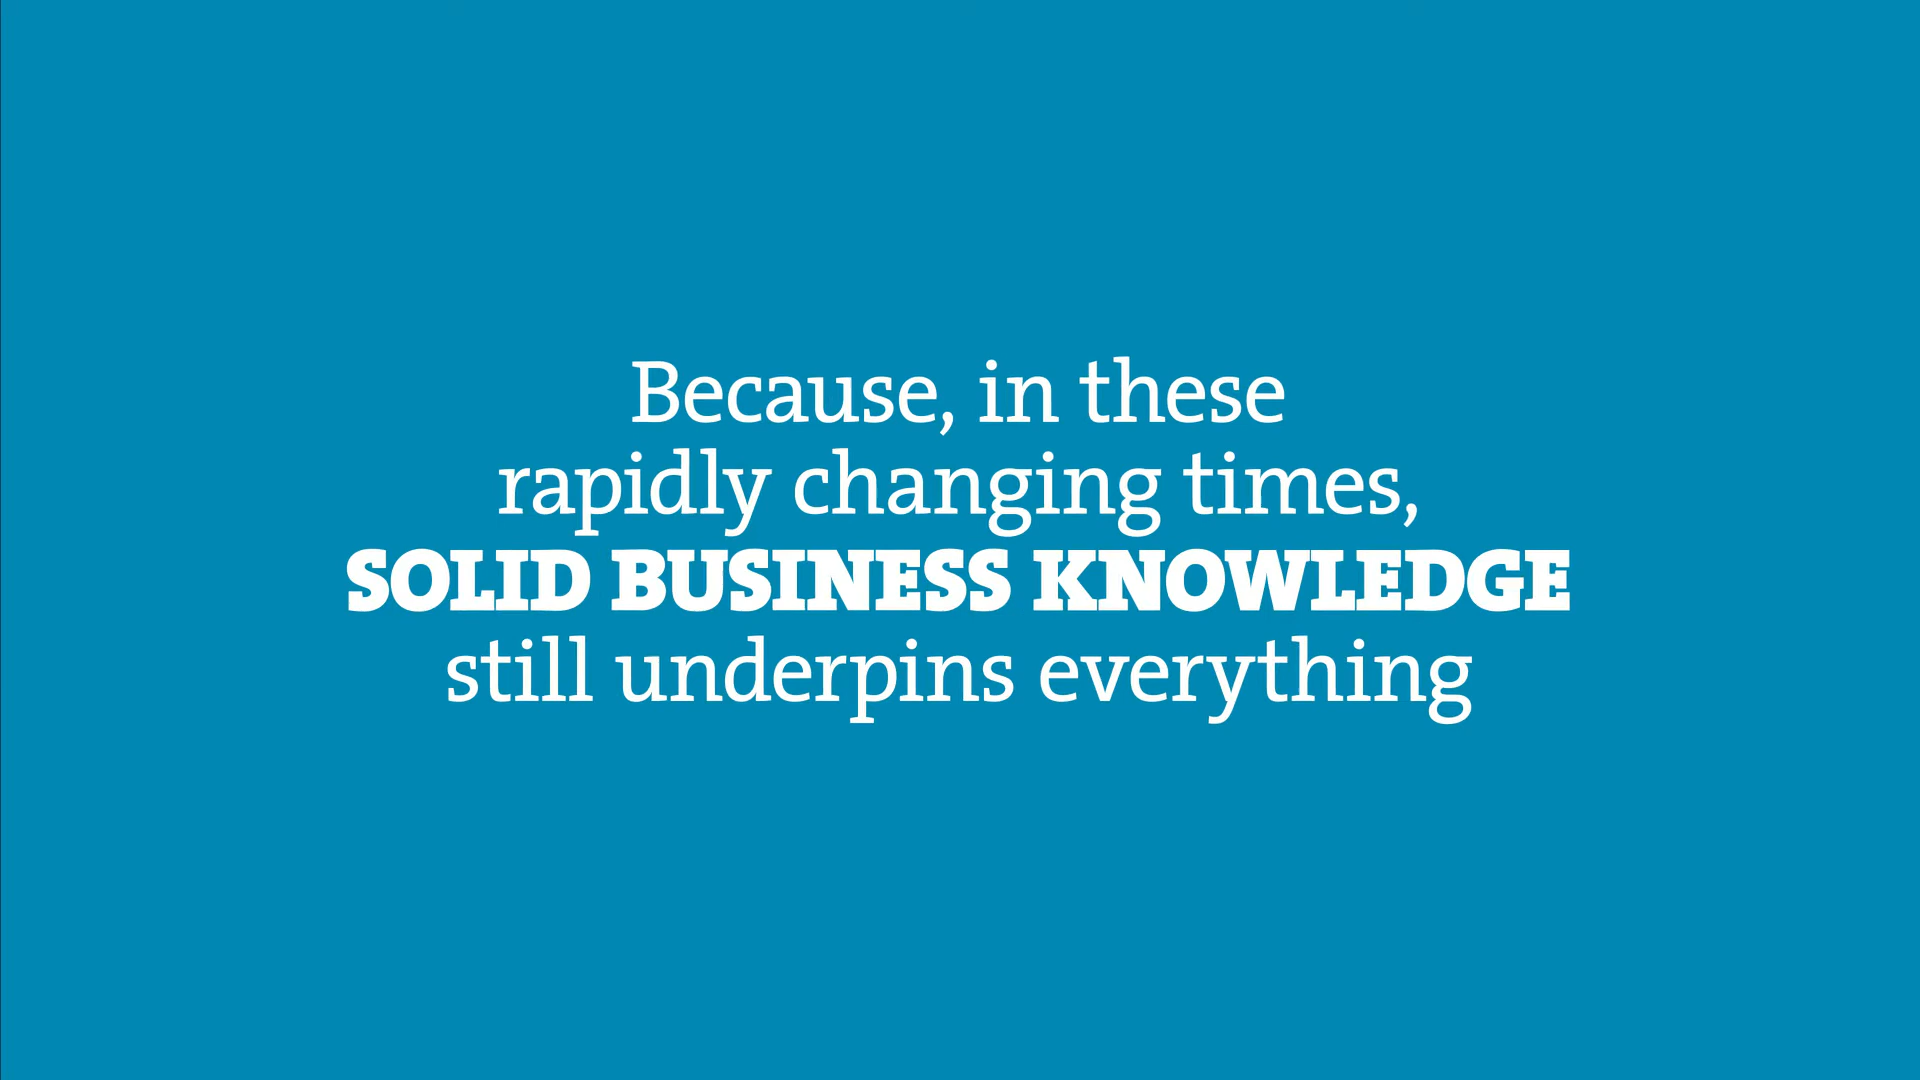 Because, in these
rapidly changing times,
SOLID BUSINESS KNOWLEDGE
still underpins everything